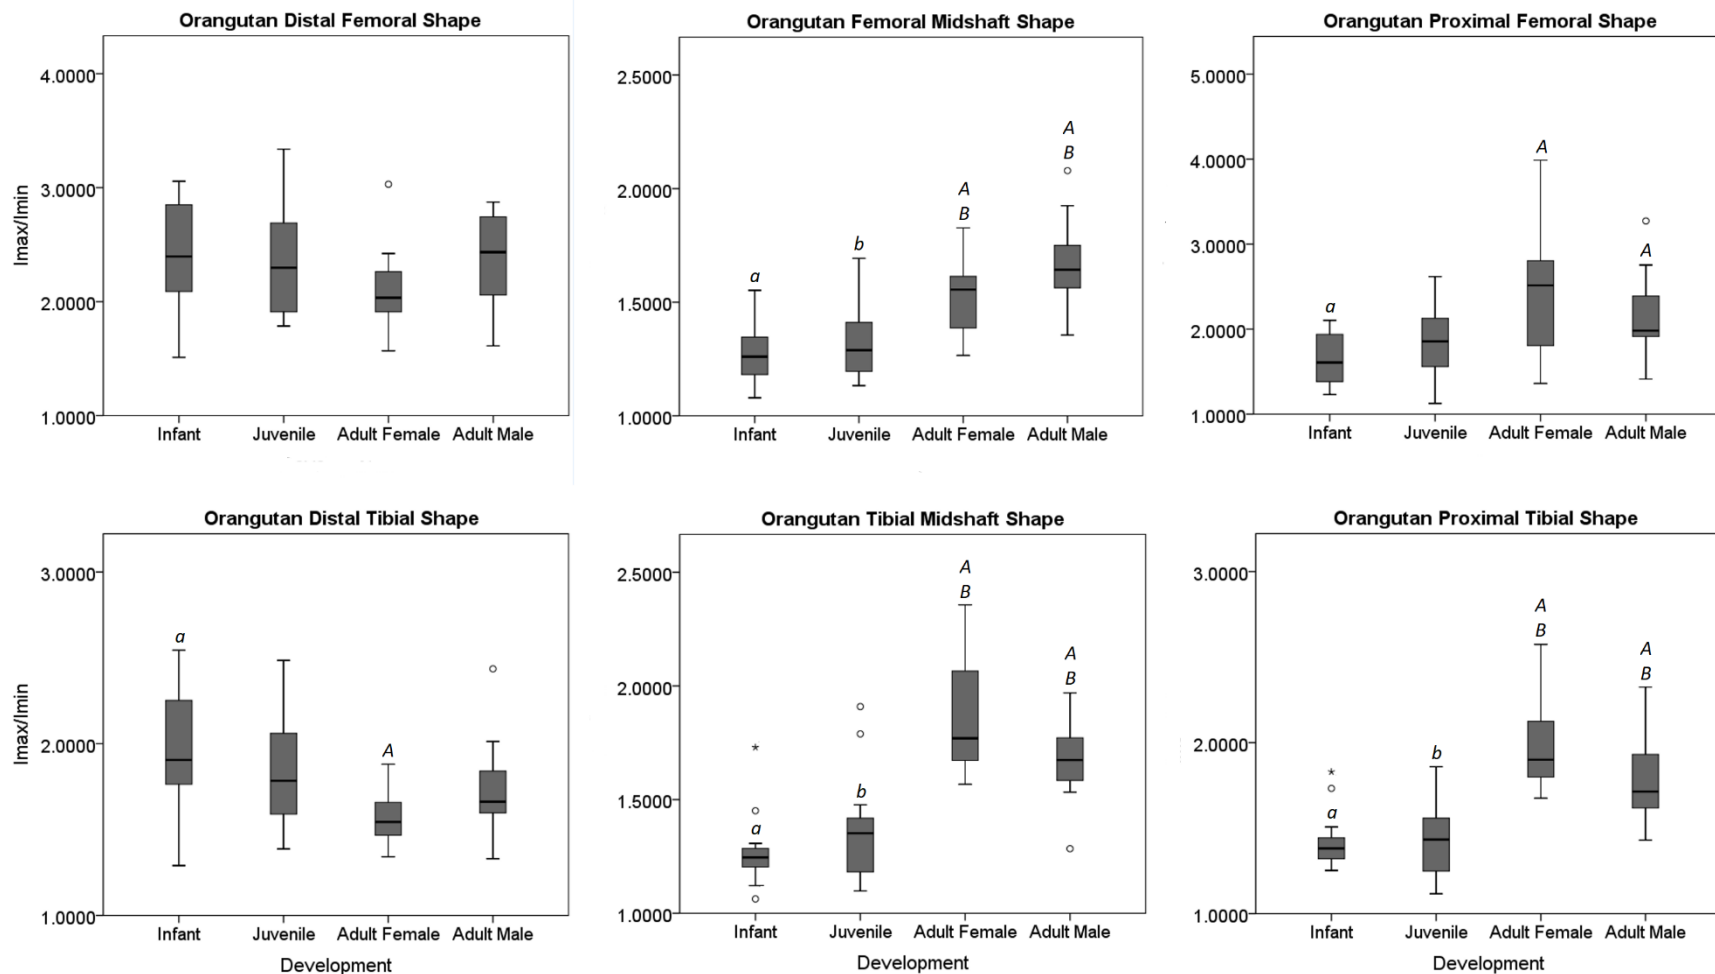 Orangutan Distal Femoral Shape
Imax/Imin
4.0000
3.0000
2.0000
1.0000
Infant Juvenile Adult Female Adult Male
Orangutan Femoral Midshaft Shape
2.5000
2.0000
1.5000
1.0000
a
b
A
B
A
B
Infant Juvenile Adult Female Adult Male
Orangutan Proximal Femoral Shape
5.0000
4.0000
3.0000
2.0000
1.0000
a
A
A
Infant Juvenile Adult Female Adult Male
Orangutan Distal Tibial Shape
Imax/Imin
3.0000
2.0000
1.0000
a
A
Infant Juvenile Adult Female Adult Male
Development
Orangutan Tibial Midshaft Shape
2.5000
2.0000
1.5000
1.0000
*
a
b
A
B
A
B
Infant Juvenile Adult Female Adult Male
Development
Orangutan Proximal Tibial Shape
3.0000
2.0000
1.0000
*
a
b
A
B
A
B
Infant Juvenile Adult Female Adult Male
Development